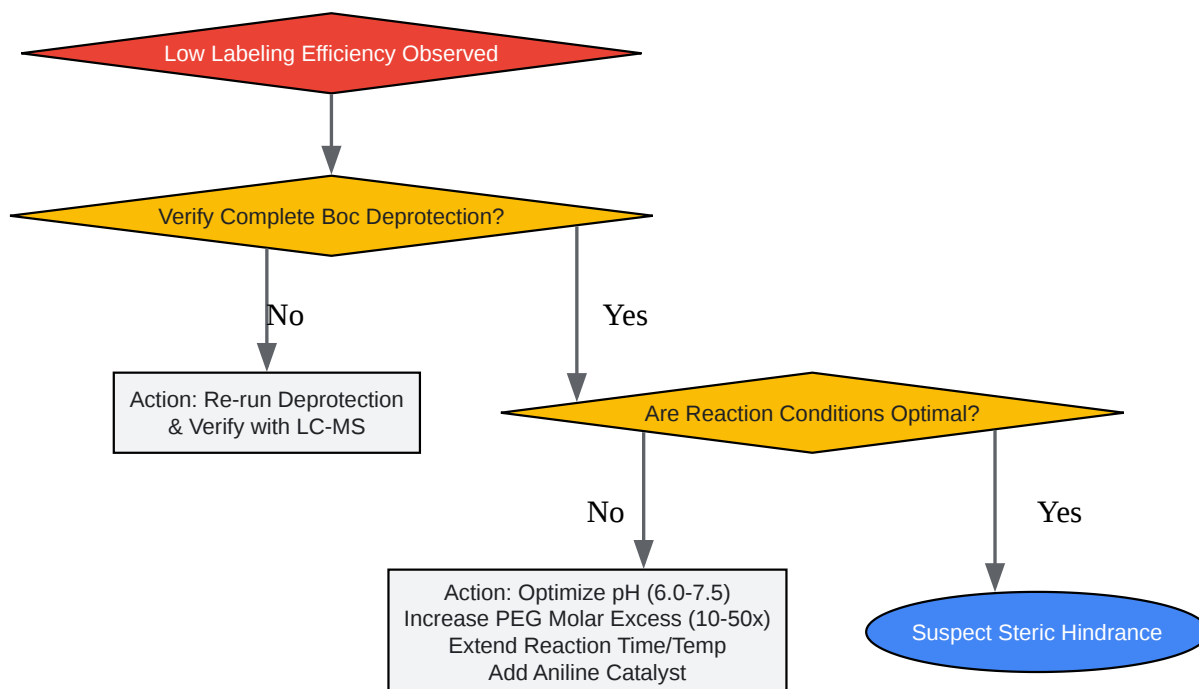 Low Labeling Efficiency Observed
Verify Complete Boc Deprotection?
No
Yes
Action: Re-run Deprotection
& Verify with LC-MS
Are Reaction Conditions Optimal?
No
Yes
Action: Optimize pH (6.0-7.5)
Increase PEG Molar Excess (10-50x)
Extend Reaction Time/Temp
Add Aniline Catalyst
Suspect Steric Hindrance